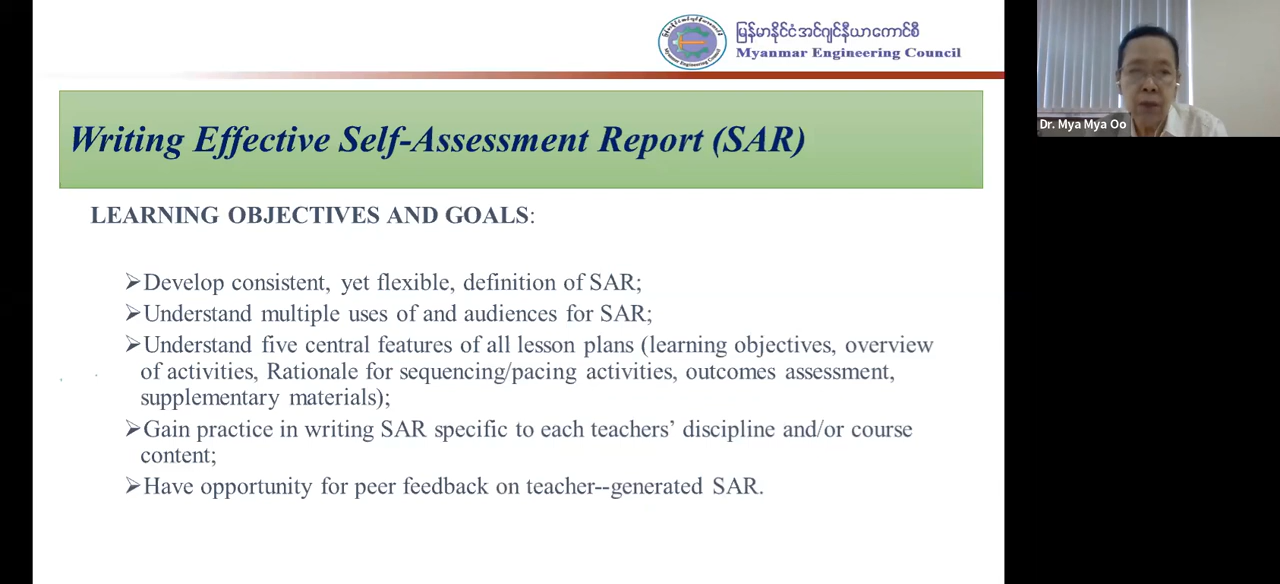 မြန်မာနိုင်ငံအင်ဂျင်နီယာကောင်စီ
Myanmar Engineering Council
Writing Effective Self-Assessment Report (SAR)
LEARNING OBJECTIVES AND GOALS:
➢Develop consistent, yet flexible, definition of SAR;
➢Understand multiple uses of and audiences for SAR;
➢Understand five central features of all lesson plans (learning objectives, overview
of activities, Rationale for sequencing/pacing activities, outcomes assessment,
supplementary materials);
➢Gain practice in writing SAR specific to each teachers’ discipline and/or course
content;
➢Have opportunity for peer feedback on teacher--generated SAR.
Dr. Mya Mya Oo